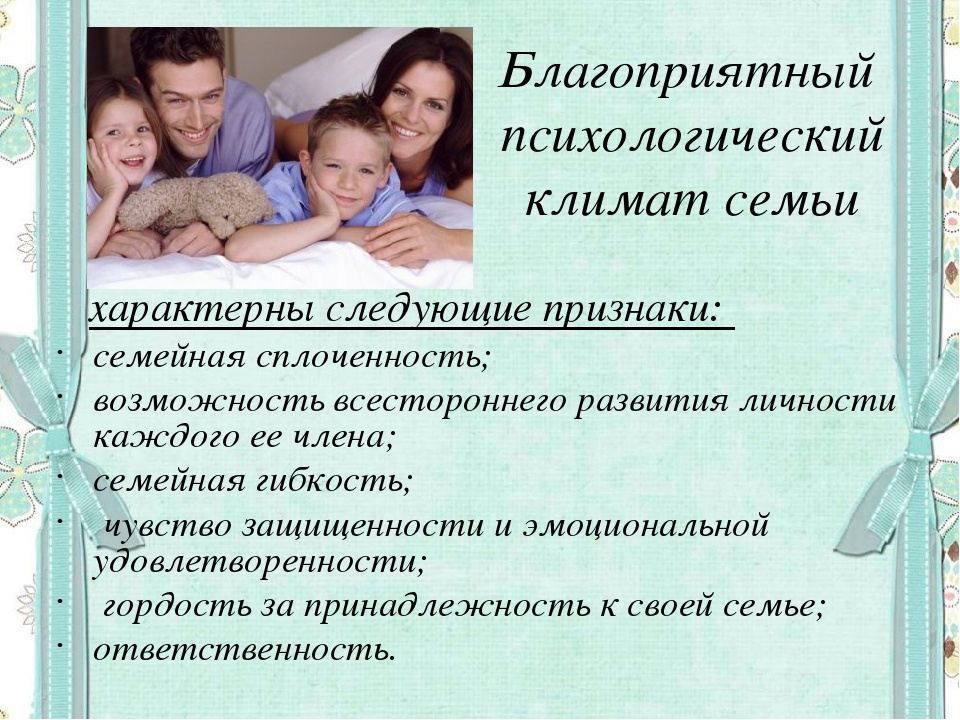 Благоприятный
психологический
климат семьи
характерны следующие признаки:
· семейная сплоченность;
· возможность всестороннего развития личности
каждого ее члена;
· семейная гибкость;
· чувство защищенности и эмоциональной
удовлетворенности;
· гордость за принадлежность к своей семье;
· ответственность.